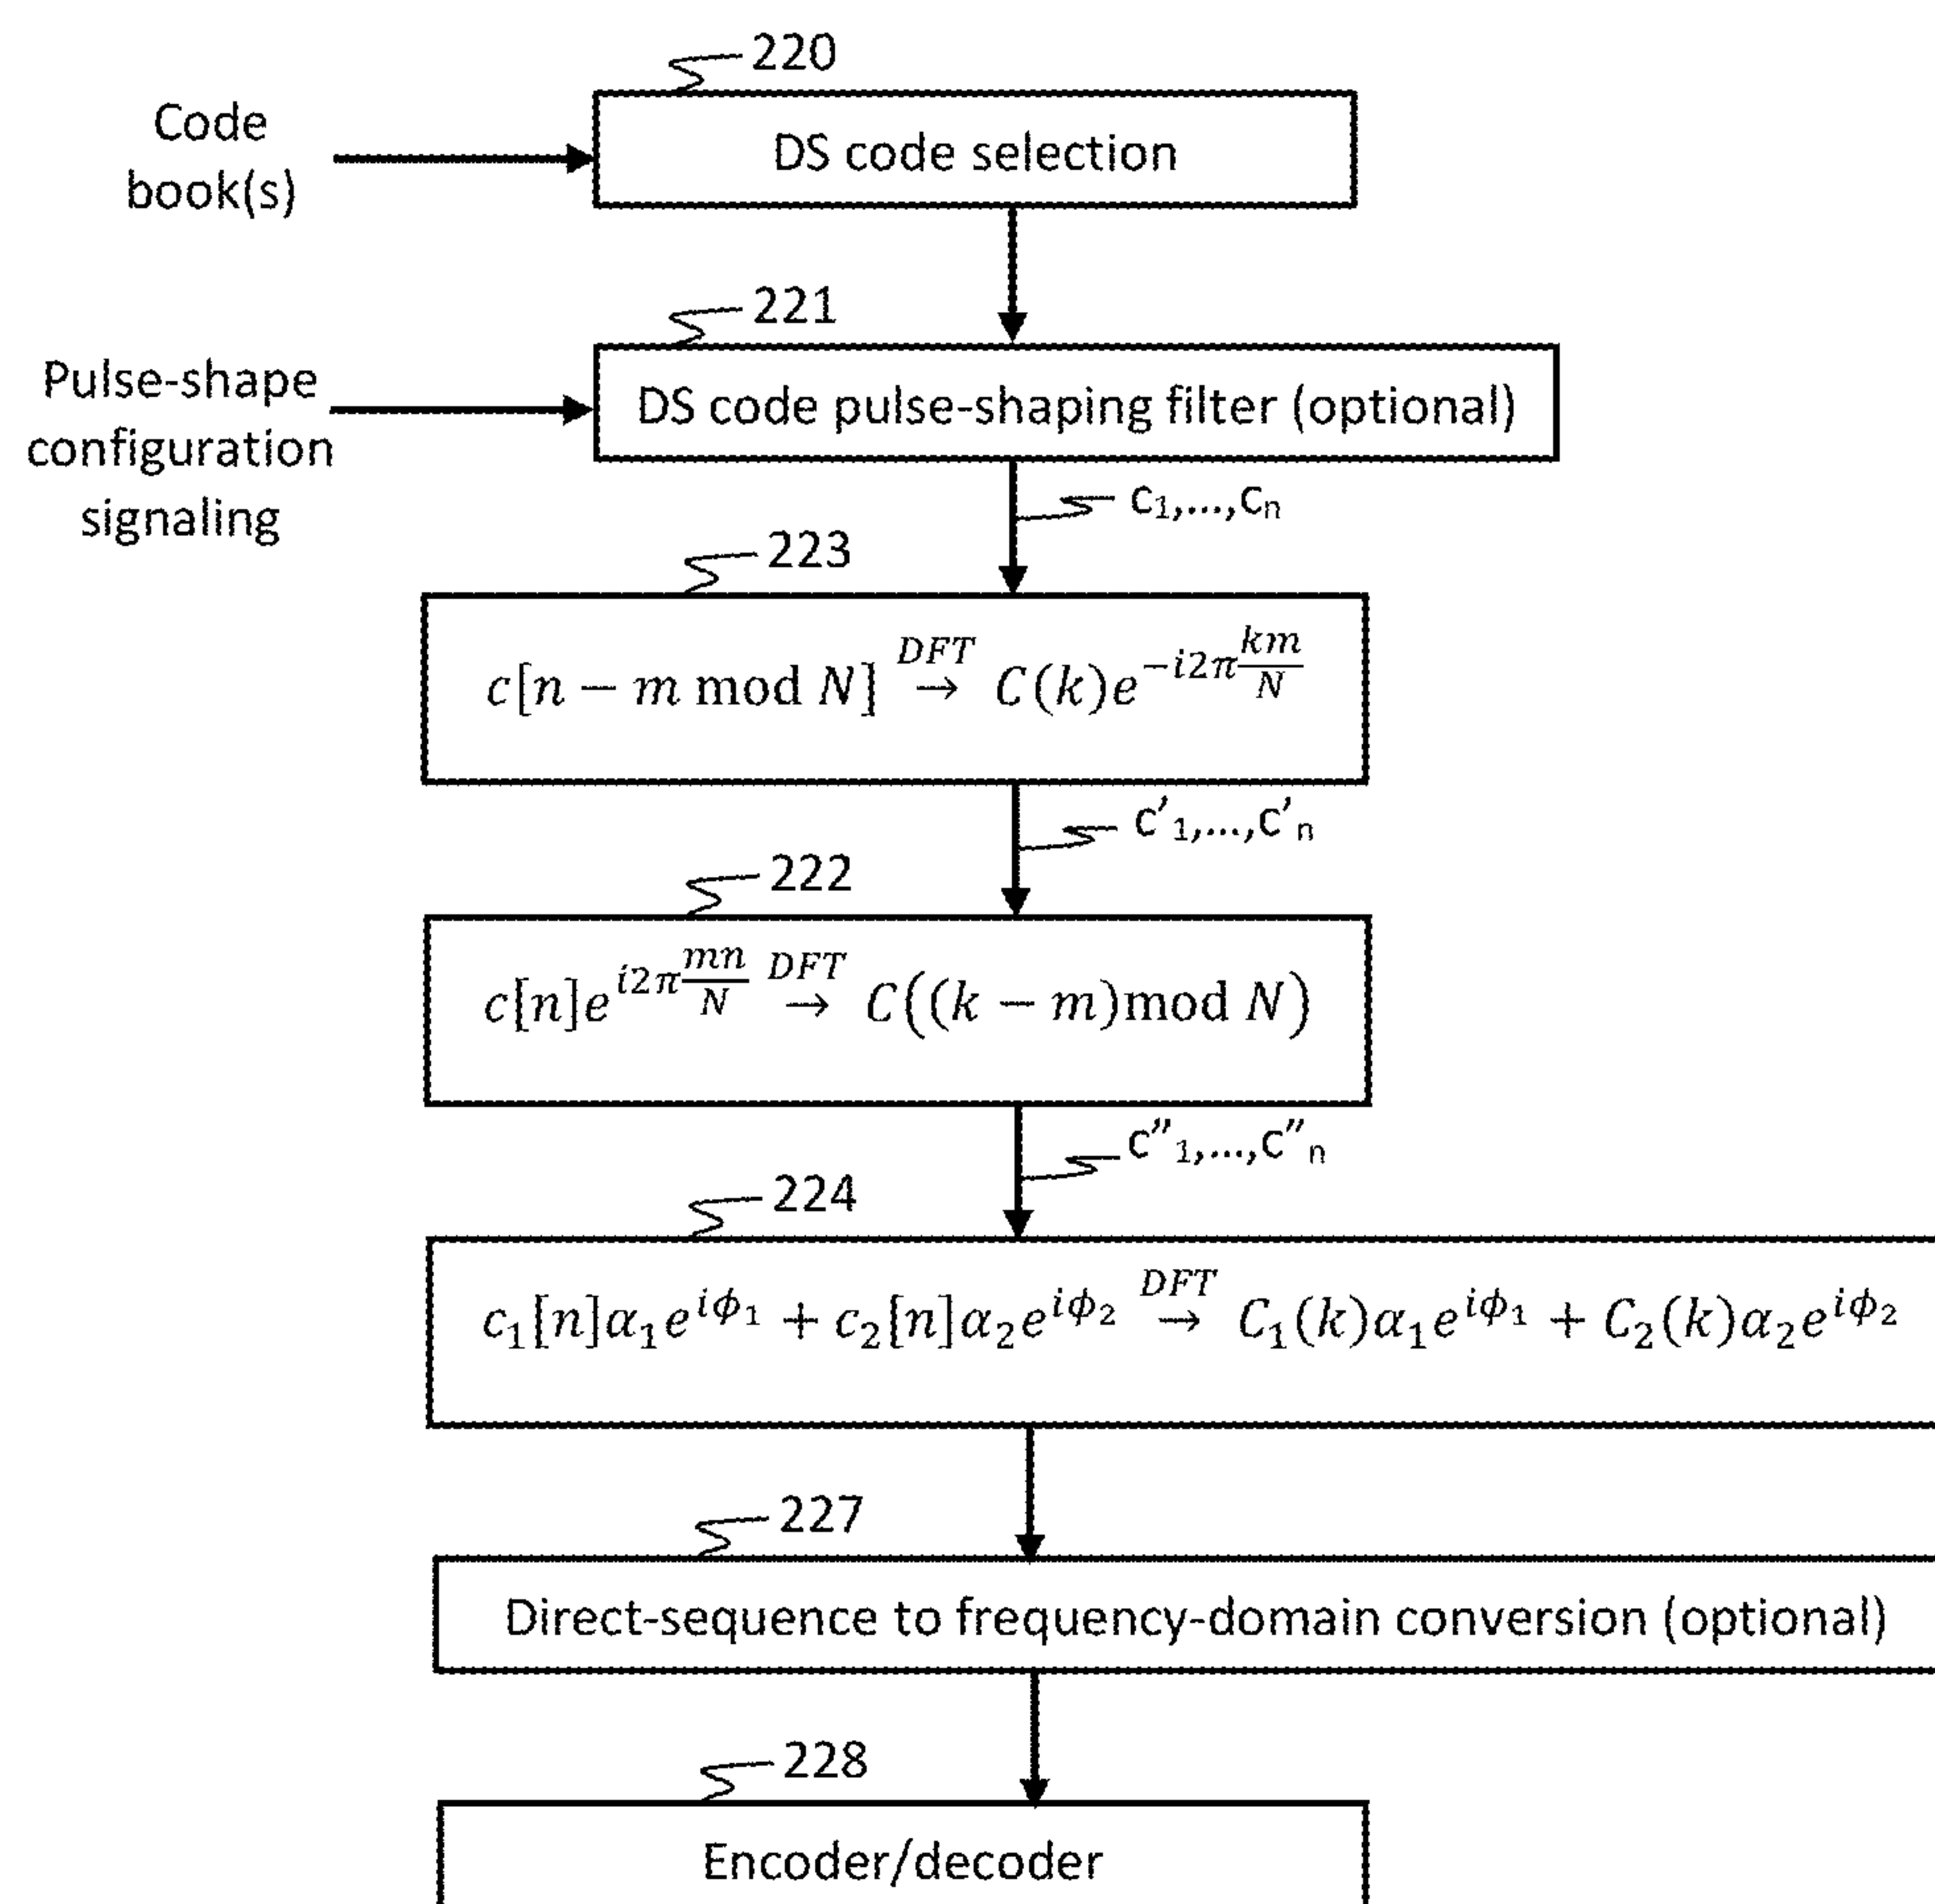 220
Code
book(s)
DS code selection
221
Pulse-shape
configuration
signaling
DS code pulse-shaping filter (optional)
c₁,...,cₙ
223
c[n − m mod N] DFT → C(k)e^{−i2π km/N}
c′₁,...,c′ₙ
222
c[n]e^{i2π mn/N} DFT → C((k − m)mod N)
c″₁,...,c″ₙ
224
c₁[n]α₁e^{iϕ₁} + c₂[n]α₂e^{iϕ₂} DFT → C₁(k)α₁e^{iϕ₁} + C₂(k)α₂e^{iϕ₂}
227
Direct-sequence to frequency-domain conversion (optional)
228
Encoder/decoder